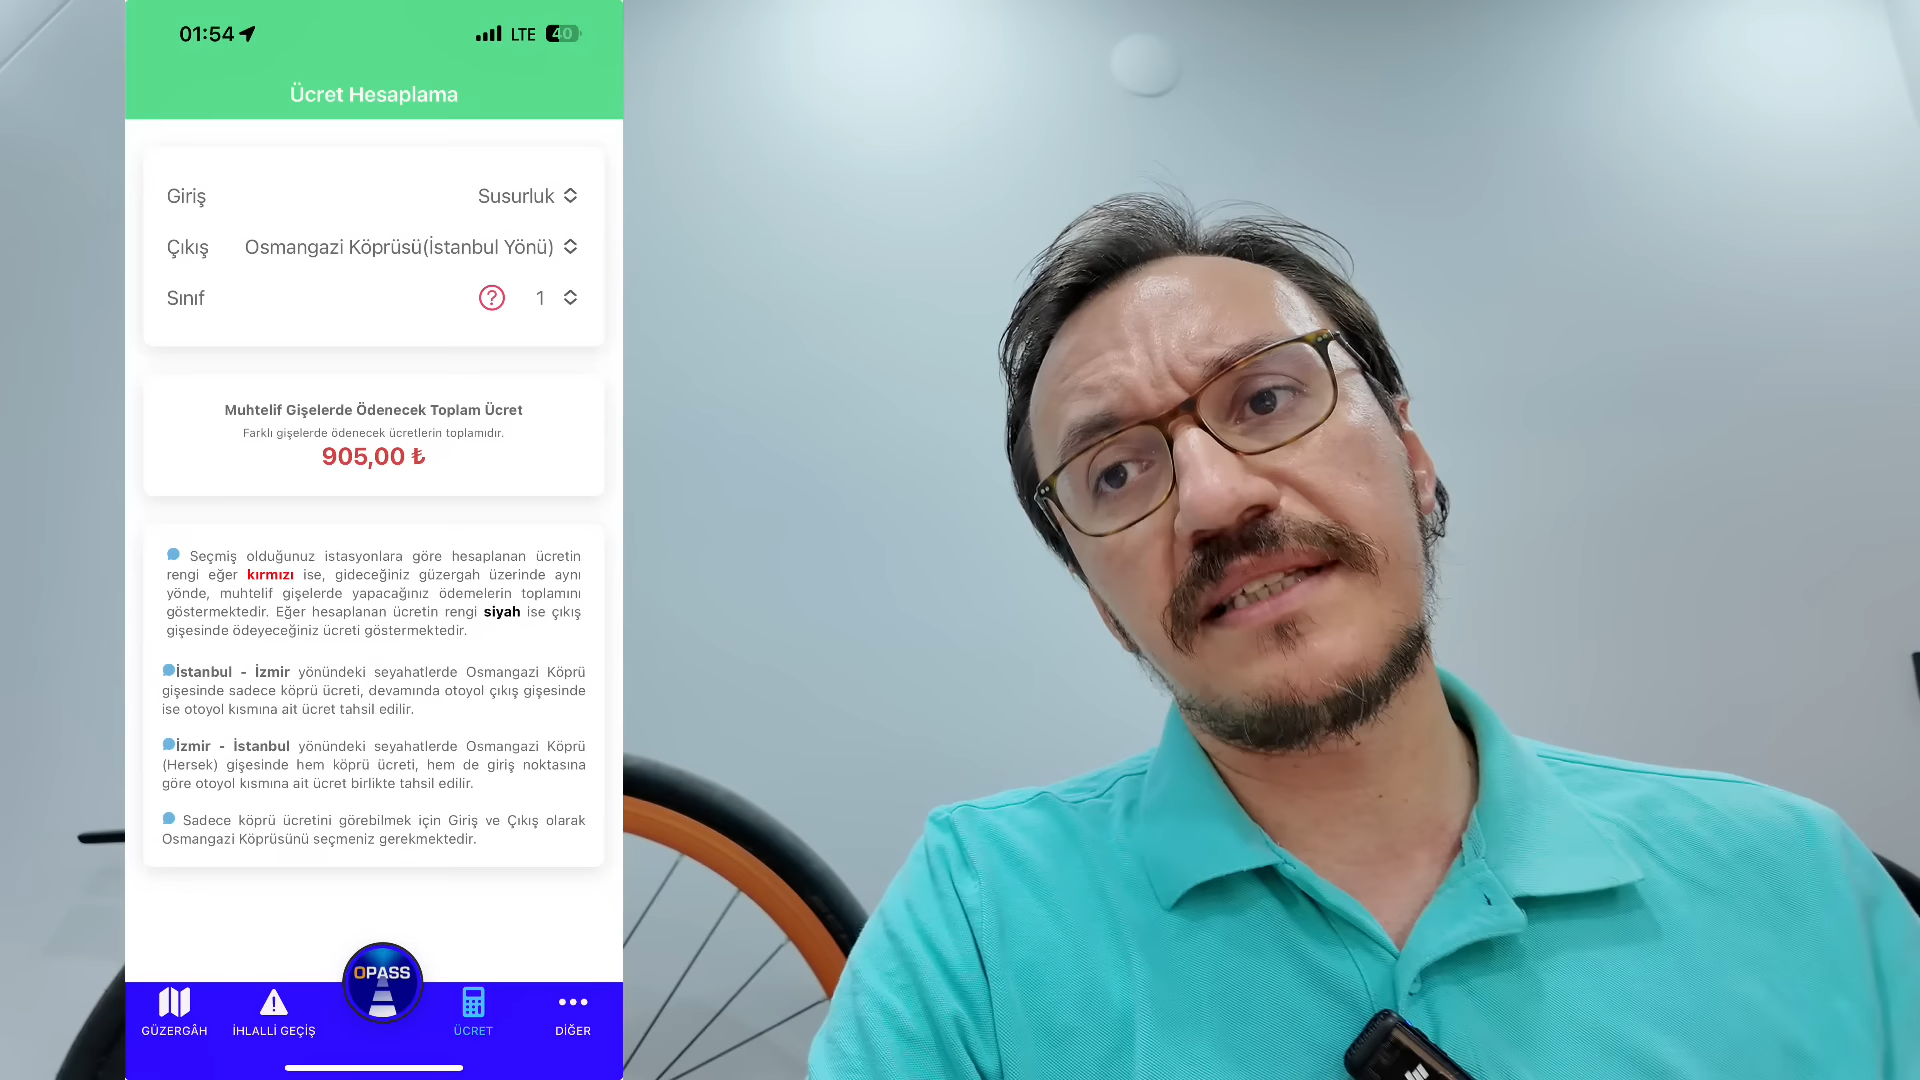 01:54
LTE 40
Ücret Hesaplama
Giriş Susurluk
Çıkış Osmangazi Köprüsü(İstanbul Yönü)
Sınıf ? 1
Muhtelif Gişelerde Ödenecek Toplam Ücret
Farklı gişelerde ödenecek ücretlerin toplamıdır.
905,00 ₺
Seçmiş olduğunuz istasyonlara göre hesaplanan ücretin
rengi eğer kırmızı ise, gideceğiniz güzergah üzerinde aynı
yönde, muhtelif gişelerde yapacağınız ödemelerin toplamını
göstermektedir. Eğer hesaplanan ücretin rengi siyah ise çıkış
gişesinde ödeyeceğiniz ücreti göstermektedir.
İstanbul - İzmir yönündeki seyahatlerde Osmangazi Köprü
gişesinde sadece köprü ücreti, devamında otoyol çıkış gişesinde
ise otoyol kısmına ait ücret tahsil edilir.
İzmir - İstanbul yönündeki seyahatlerde Osmangazi Köprü
(Hersek) gişesinde hem köprü ücreti, hem de giriş noktasına
göre otoyol kısmına ait ücret birlikte tahsil edilir.
Sadece köprü ücretini görebilmek için Giriş ve Çıkış olarak
Osmangazi Köprüsünü seçmeniz gerekmektedir.
OPASS
GÜZERGÂH İHLALLİ GEÇİŞ ÜCRET DİĞER